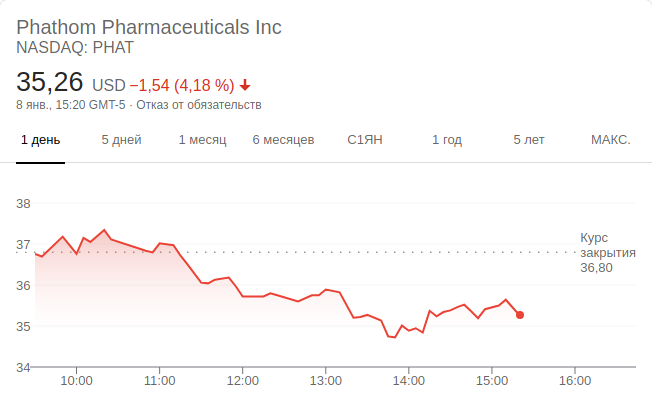 Phathom Pharmaceuticals Inc
NASDAQ: PHAT
35,26 USD −1,54 (4,18 %)
8 янв., 15:20 GMT-5 · Отказ от обязательств
1 день 5 дней 1 месяц 6 месяцев С1ЯН 1 год 5 лет МАКС.
38
37
36
35
34
Курс
закрытия
36,80
10:00 11:00 12:00 13:00 14:00 15:00 16:00